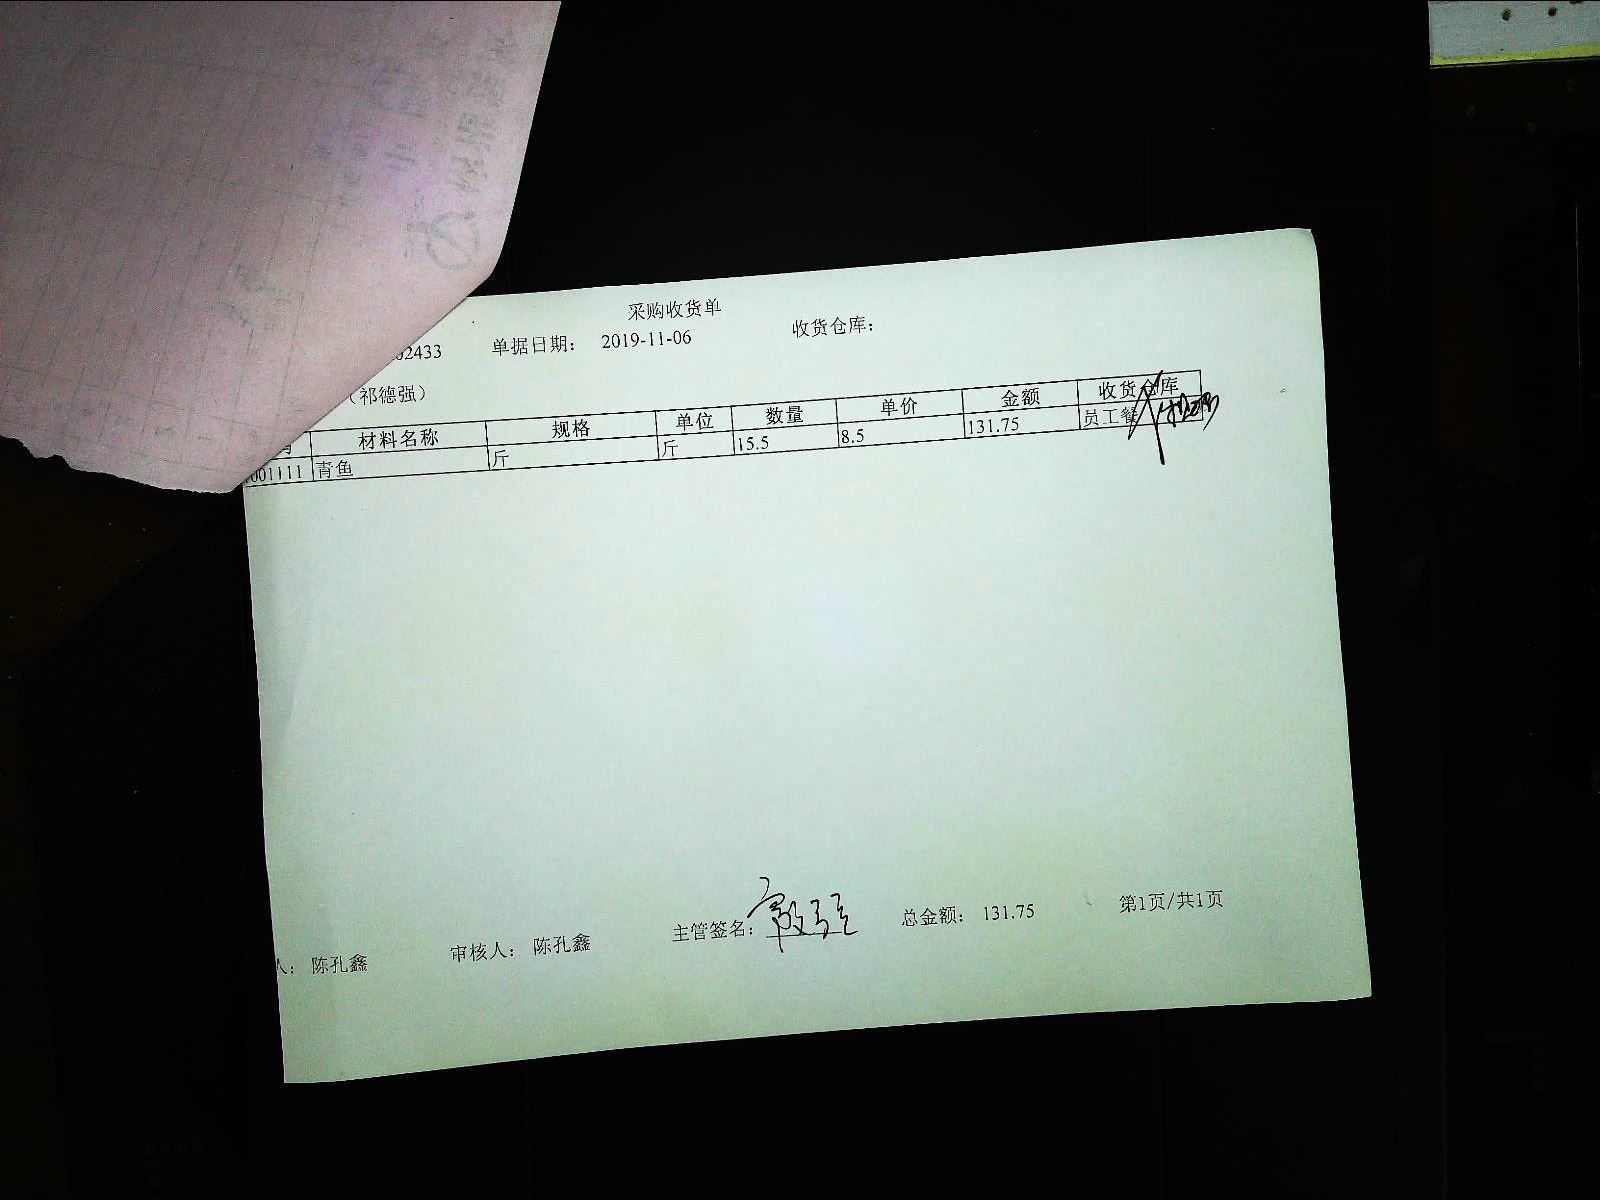 采购收货单
02433 单据日期: 2019-11-06 收货仓库:
(祁德强)
材料名称 规格 单位 数量 单价 金额 收货仓库
001111 青鱼 斤 斤 15.5 8.5 131.75 员工餐
人: 陈孔鑫 审核人: 陈孔鑫 主管签名: 总金额: 131.75 第1页/共1页